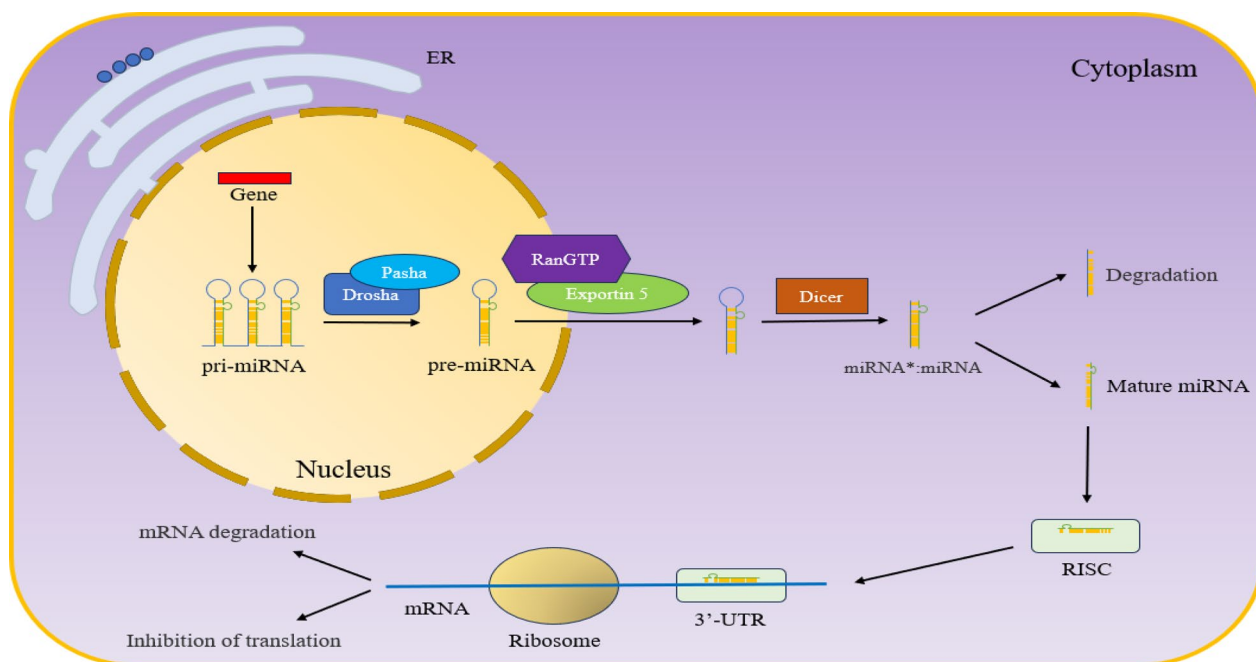 ER
Cytoplasm
Gene
RanGTP
Pasha
Degradation
Drosha
Exportin 5
Dicer
pri-miRNA
pre-miRNA
miRNA*:miRNA
Mature miRNA
Nucleus
mRNA degradation
RISC
mRNA
3’-UTR
Inhibition of translation
Ribosome